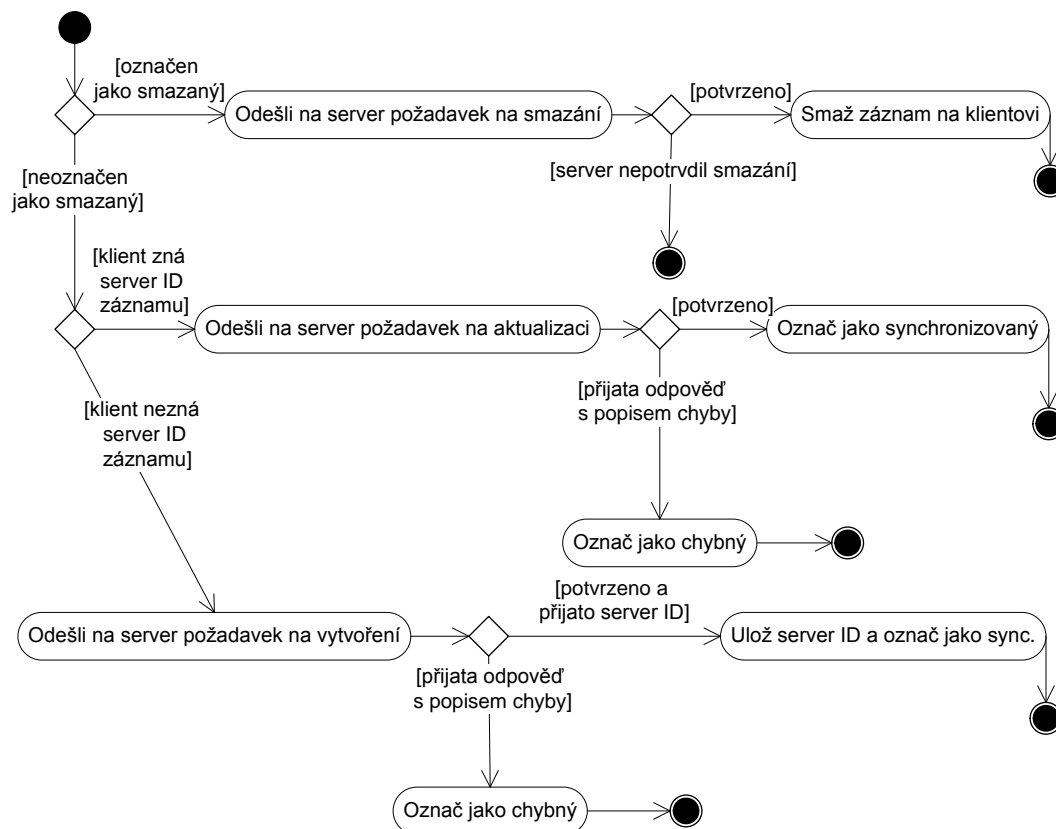 [označen
jako smazaný]
Odešli na server požadavek na smazání
[potvrzeno]
Smaž záznam na klientovi
[server nepotrvdil smazání]
[neoznačen
jako smazaný]
[klient zná
server ID
záznamu]
Odešli na server požadavek na aktualizaci
[potvrzeno]
Označ jako synchronizovaný
[přijata odpověď
s popisem chyby]
[klient nezná
server ID
záznamu]
Označ jako chybný
[potvrzeno a
přijato server ID]
Odešli na server požadavek na vytvoření
Ulož server ID a označ jako sync.
[přijata odpověď
s popisem chyby]
Označ jako chybný